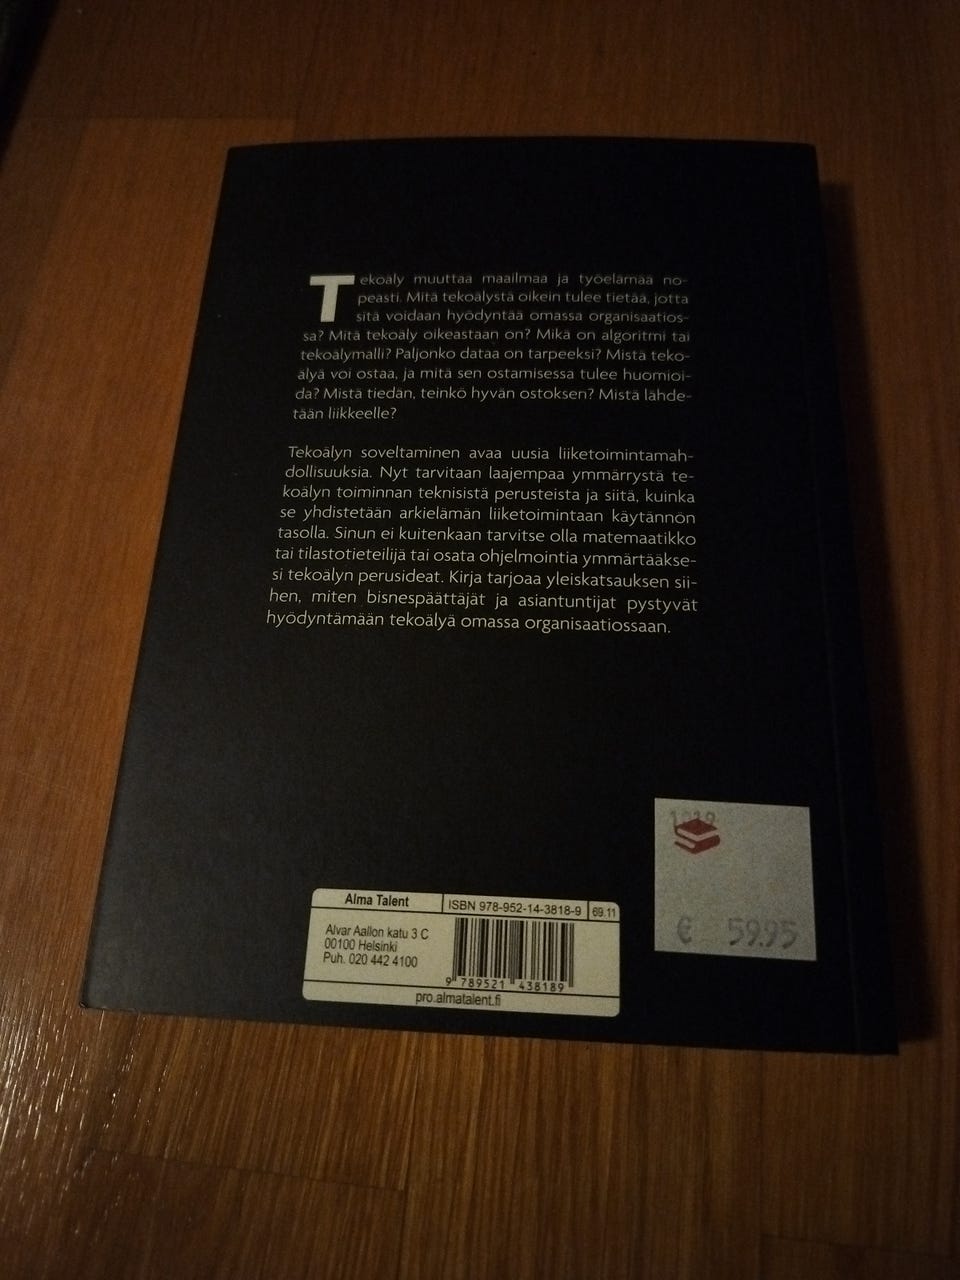 Tekoäly muuttaa maailmaa ja työelämää no-
peasti. Mitä tekoälystä oikein tulee tietää, jotta
sitä voidaan hyödyntää omassa organisaatios-
sa? Mitä tekoäly oikeastaan on? Mikä on algoritmi tai
tekoälymalli? Paljonko dataa on tarpeeksi? Mistä teko-
älyä voi ostaa, ja mitä sen ostamisessa tulee huomioi-
da? Mistä tiedän, teinkö hyvän ostoksen? Mistä lähde-
tään liikkeelle?
Tekoälyn soveltaminen avaa uusia liiketoimintamah-
dollisuuksia. Nyt tarvitaan laajempaa ymmärrystä te-
koälyn toiminnan teknisistä perusteista ja siitä, kuinka
se yhdistetään arkielämän liiketoimintaan käytännön
tasolla. Sinun ei kuitenkaan tarvitse olla matemaatikko
tai tilastotieteilijä tai osata ohjelmointia ymmärtääkse-
si tekoälyn perusideat. Kirja tarjoaa yleiskatsauksen sii-
hen, miten bisnespäättäjät ja asiantuntijat pystyvät
hyödyntämään tekoälyä omassa organisaatiossaan.
1019
€ 59.95
Alma Talent ISBN 978-952-14-3818-9 69.11
Alvar Aallon katu 3 C
00100 Helsinki
Puh. 020 442 4100
9 789521 438189
pro.almatalent.fi